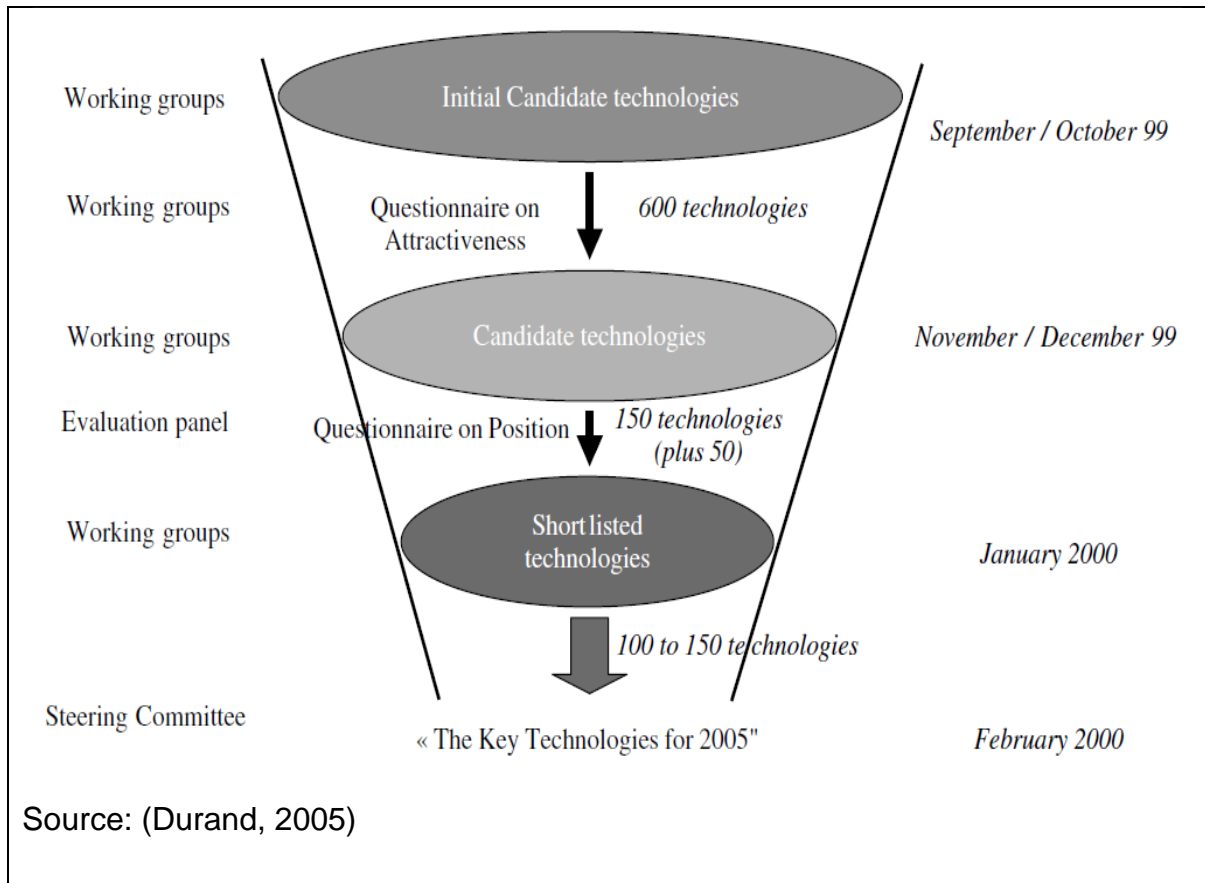 Working groups
Initial Candidate technologies
September / October 99
Working groups
Questionnaire on
Attractiveness
600 technologies
Working groups
Candidate technologies
November / December 99
Evaluation panel
Questionnaire on Position
150 technologies
(plus 50)
Working groups
Short listed
technologies
January 2000
100 to 150 technologies
Steering Committee
« The Key Technologies for 2005"
February 2000
Source: (Durand, 2005)